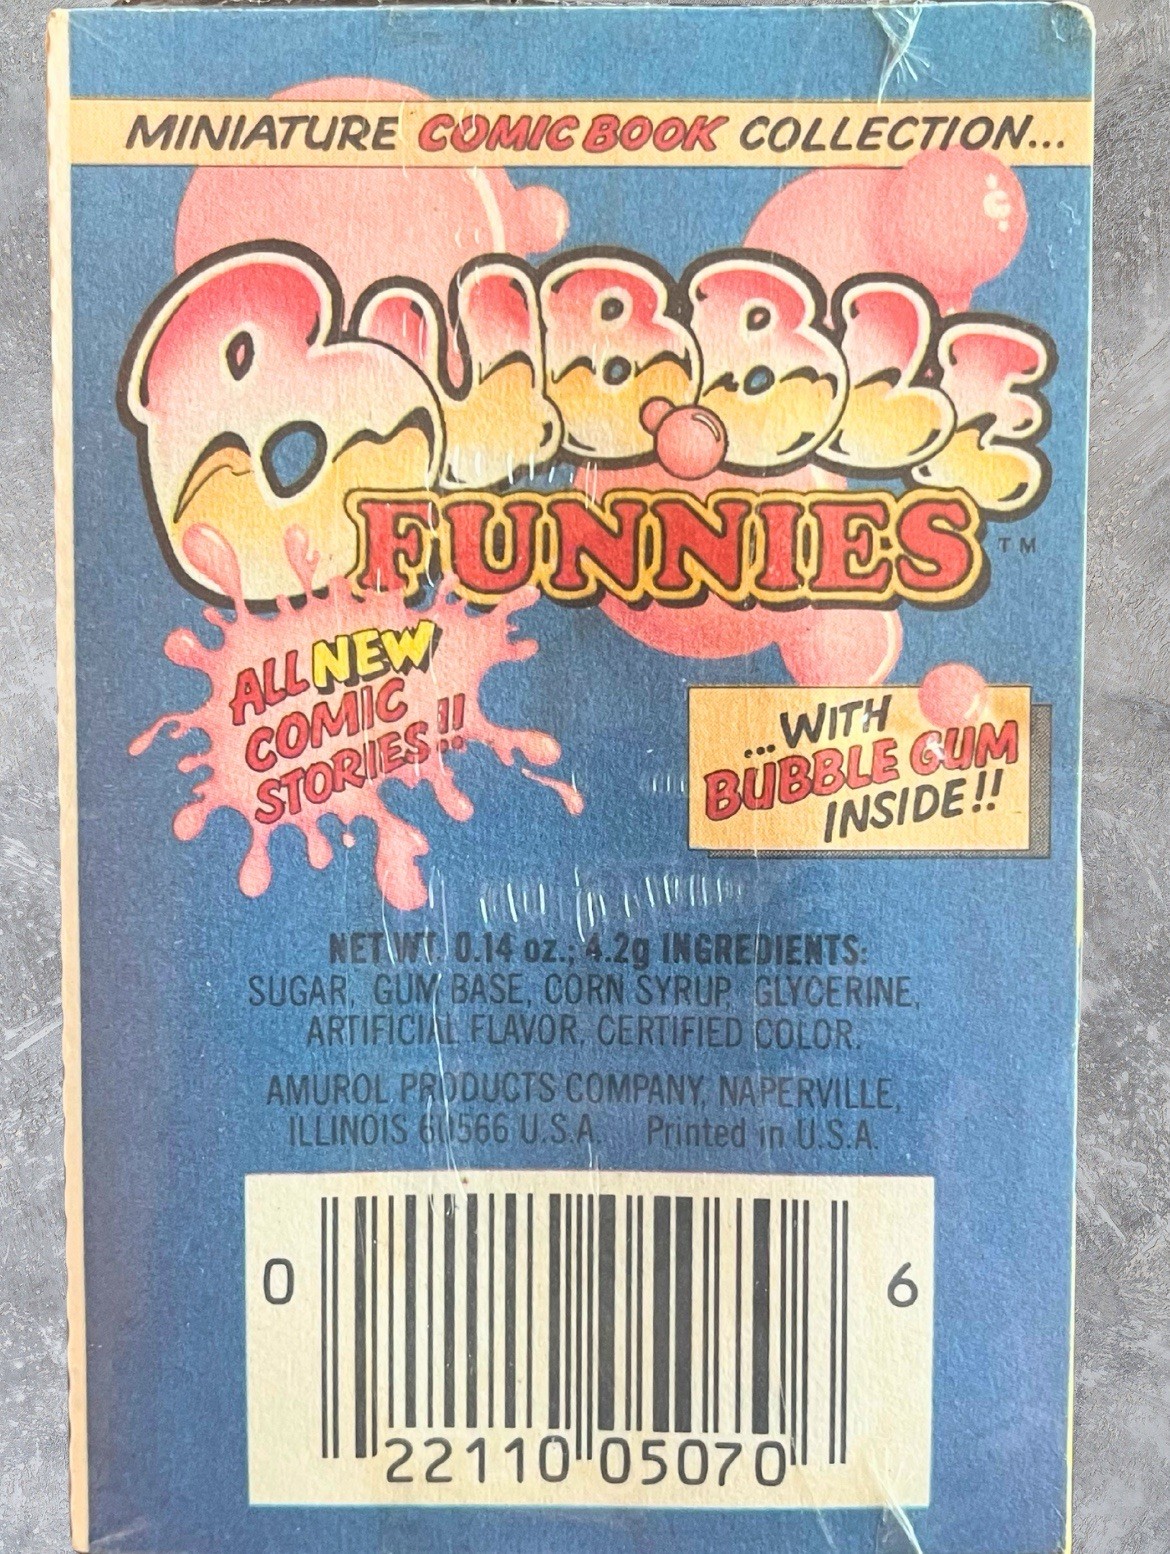 MINIATURE COMIC BOOK COLLECTION...
BUBBLE
FUNNIES TM
ALL NEW
COMIC
STORIES!!
...WITH
BUBBLE GUM
INSIDE!!
NET WT. 0.14 oz.; 4.2g INGREDIENTS:
SUGAR, GUM BASE, CORN SYRUP, GLYCERINE,
ARTIFICIAL FLAVOR, CERTIFIED COLOR.
AMUROL PRODUCTS COMPANY, NAPERVILLE,
ILLINOIS 60566 U.S.A. Printed in U.S.A.
0 22110 05070 6